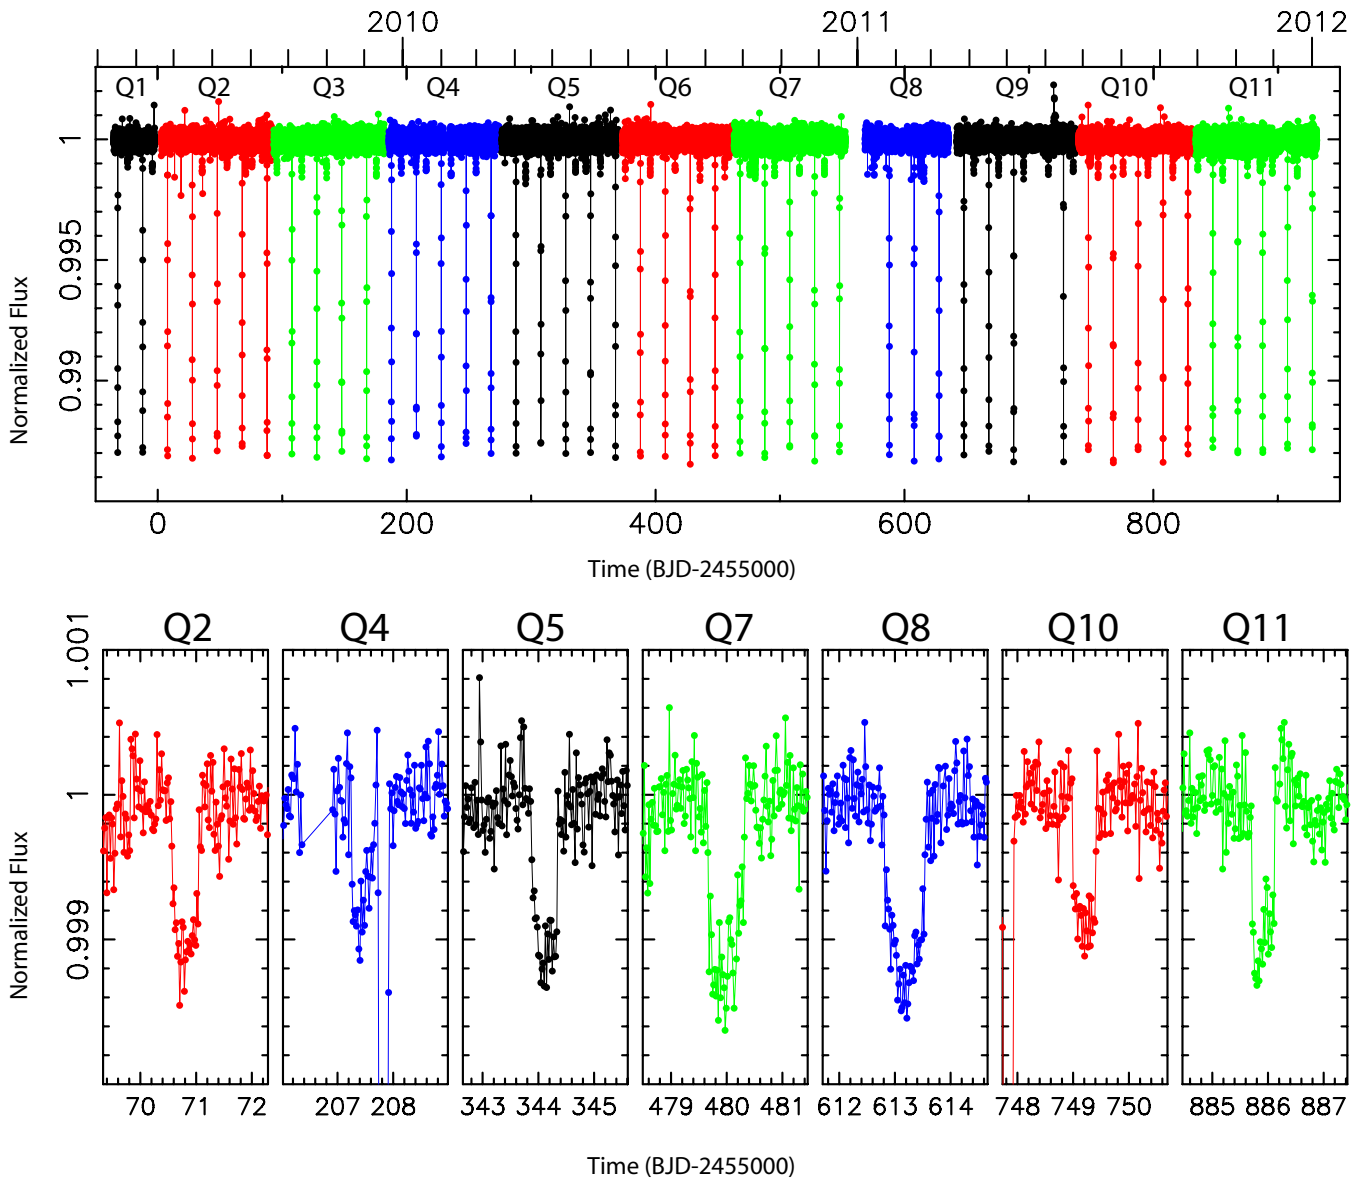 2010 2011 2012
Q1 Q2 Q3 Q4 Q5 Q6 Q7 Q8 Q9 Q10 Q11
1
0.995
0.99
Normalized Flux
0 200 400 600 800
Time (BJD-2455000)
Q2 Q4 Q5 Q7 Q8 Q10 Q11
1.001
1
0.999
Normalized Flux
70 71 72 207 208 343 344 345 479 480 481 612 613 614 748 749 750 885 886 887
Time (BJD-2455000)